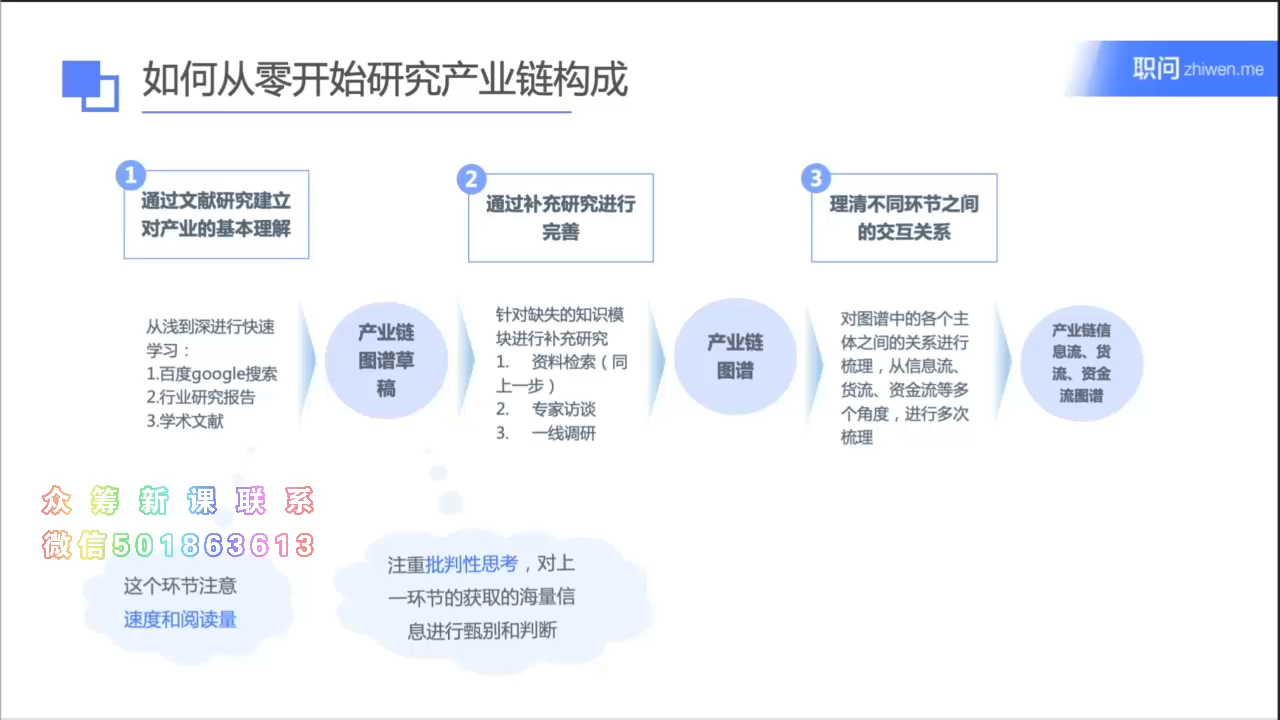 如何从零开始研究产业链构成
职问 zhiwen.me
1
通过文献研究建立
对产业的基本理解
2
通过补充研究进行
完善
3
理清不同环节之间
的交互关系
从浅到深进行快速
学习：
1.百度google搜索
2.行业研究报告
3.学术文献
产业链
图谱草
稿
针对缺失的知识模
块进行补充研究
1. 资料检索（同
上一步）
2. 专家访谈
3. 一线调研
产业链
图谱
对图谱中的各个主
体之间的关系进行
梳理，从信息流、
货流、资金流等多
个角度，进行多次
梳理
产业链信
息流、货
流、资金
流图谱
众筹新课联系
微信501863613
这个环节注意
速度和阅读量
注重批判性思考，对上
一环节的获取的海量信
息进行甄别和判断